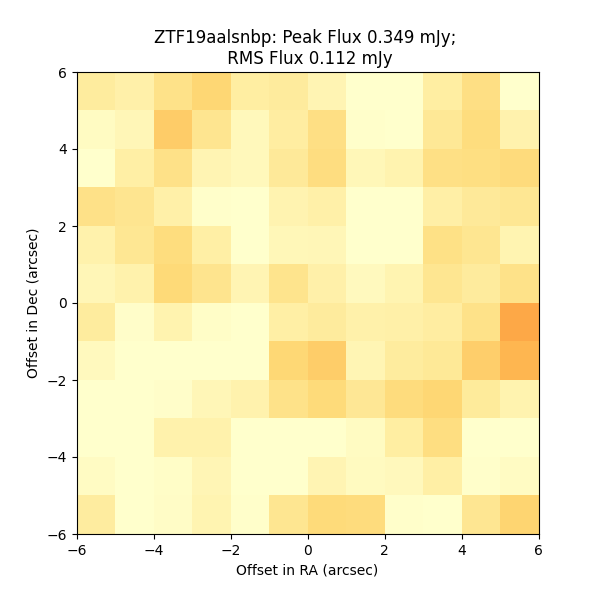 ZTF19aalsnbp: Peak Flux 0.349 mJy;
RMS Flux 0.112 mJy
6
4
2
0
−2
−4
−6
Offset in Dec (arcsec)
−6 −4 −2 0 2 4 6
Offset in RA (arcsec)